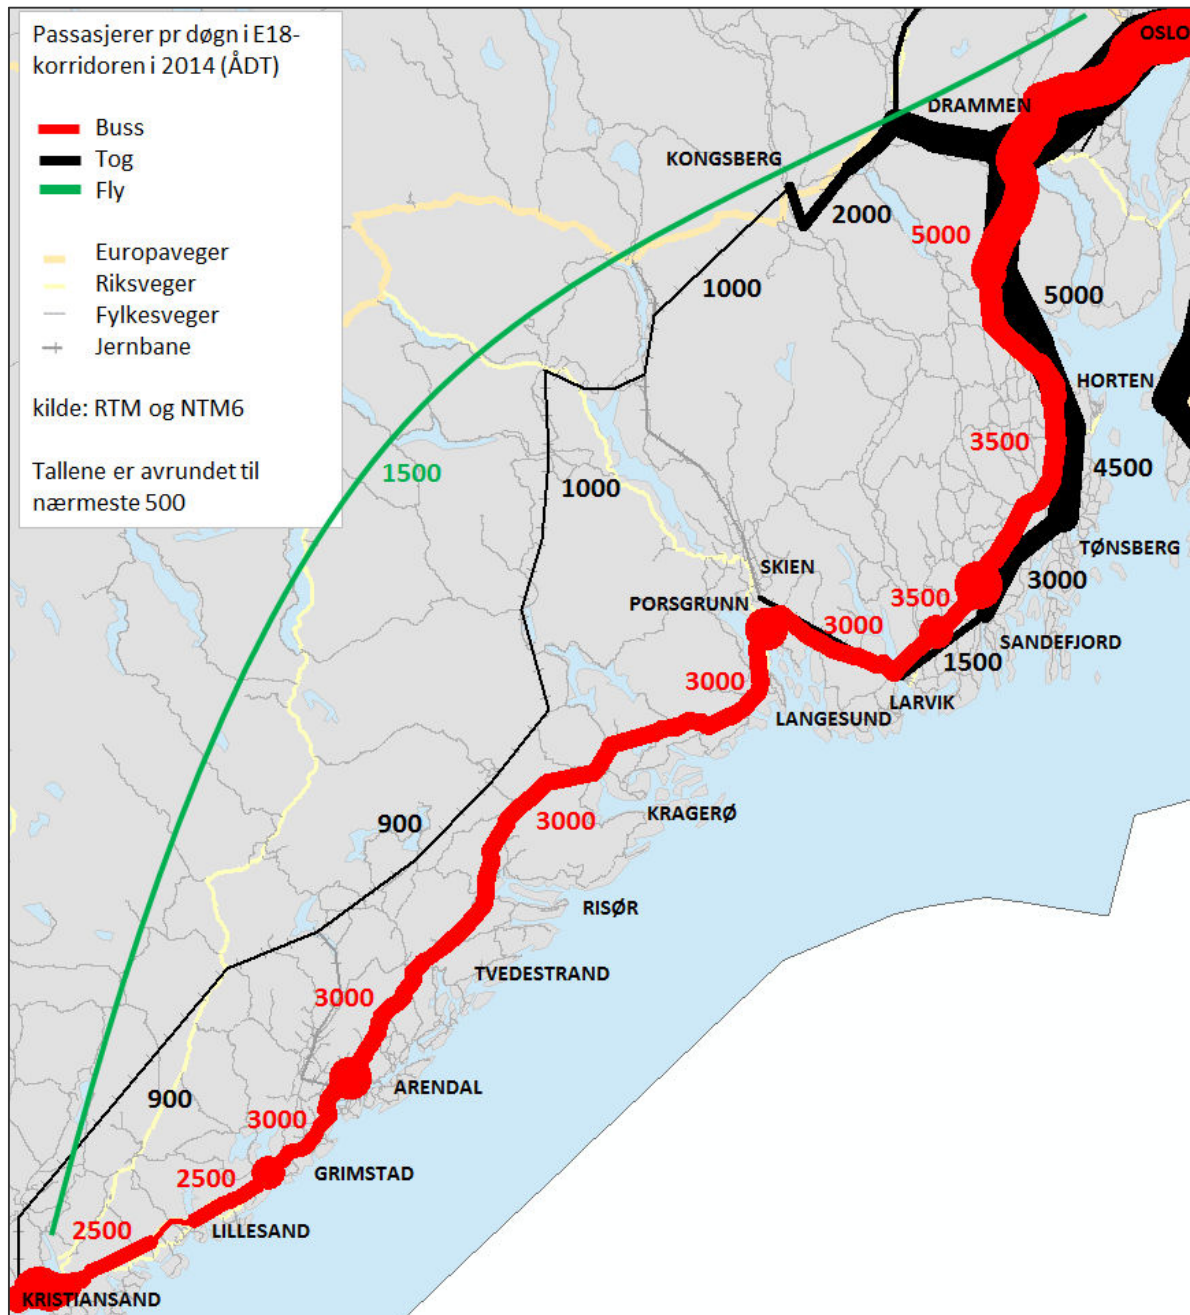 Passasjerer pr døgn i E18-
korridoren i 2014 (ÅDT)
Buss
Tog
Fly
Europaveger
Riksveger
Fylkesveger
Jernbane
kilde: RTM og NTM6
Tallene er avrundet til
nærmeste 500
OSLO
DRAMMEN
KONGSBERG
2000
5000
1000
5000
HORTEN
3500
1500
4500
1000
TØNSBERG
SKIEN
3000
PORSGRUNN
3500
3000
SANDEFJORD
1500
3000
LARVIK
LANGESUND
KRAGERØ
3000
900
RISØR
TVEDESTRAND
3000
ARENDAL
900
3000
GRIMSTAD
2500
LILLESAND
2500
KRISTIANSAND